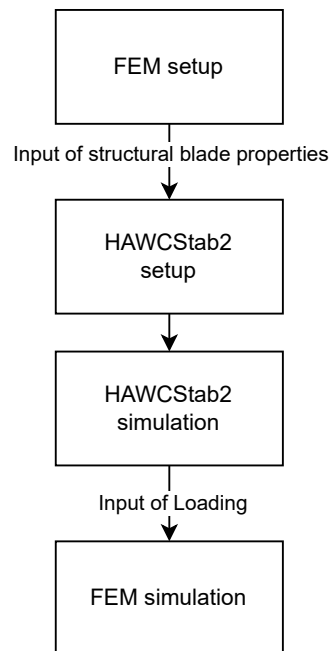 FEM setup
Input of structural blade properties
HAWCStab2
setup
HAWCStab2
simulation
Input of Loading
FEM simulation